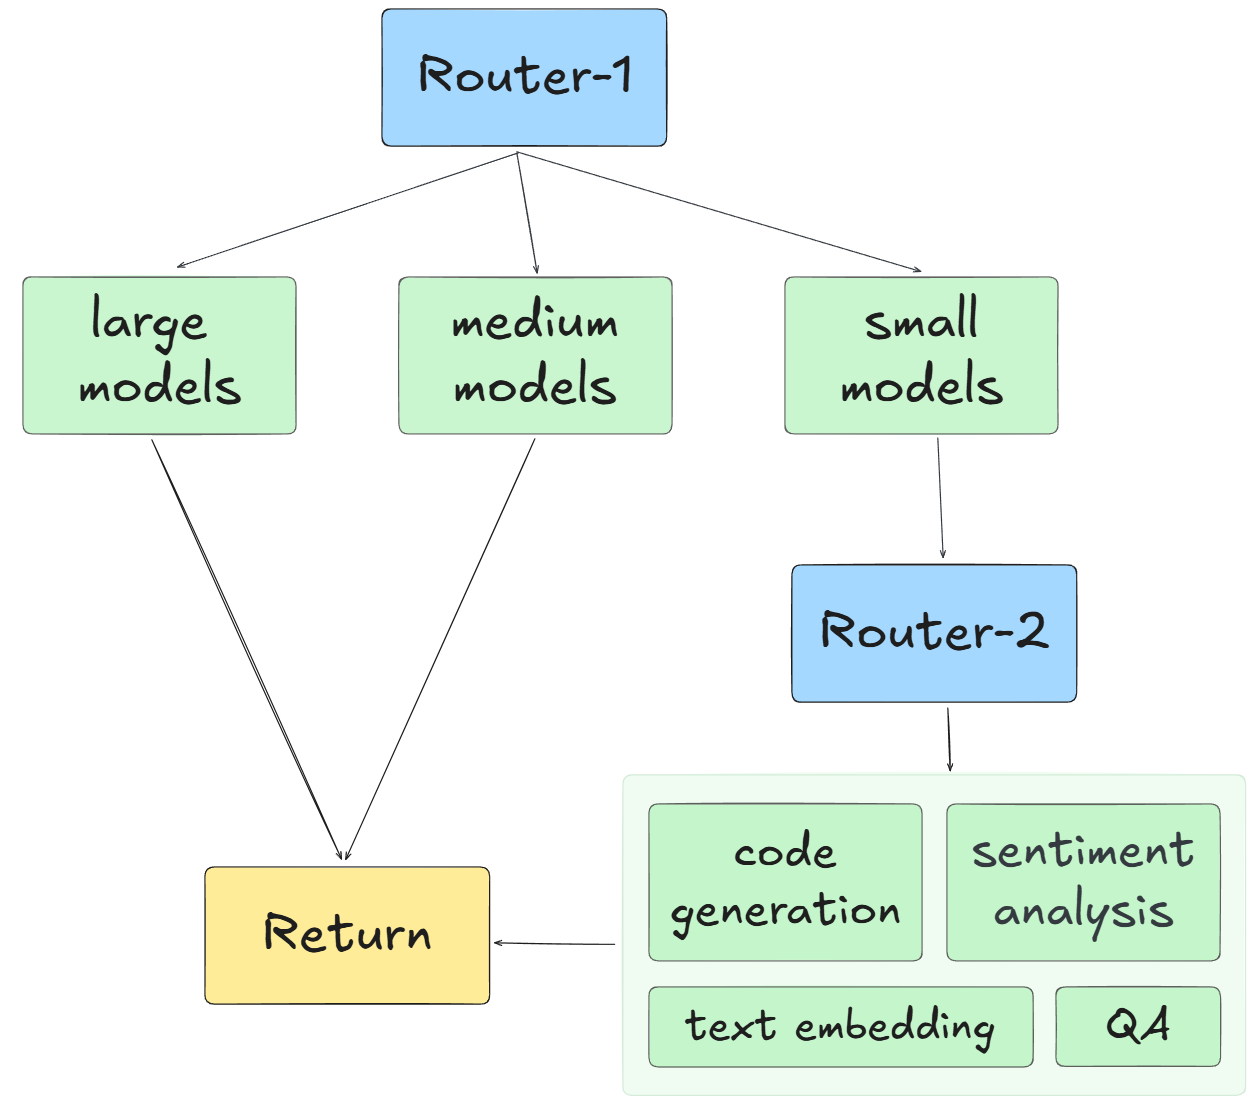 Router-1
large
models
medium
models
small
models
Router-2
code
generation
sentiment
analysis
Return
text embedding
QA